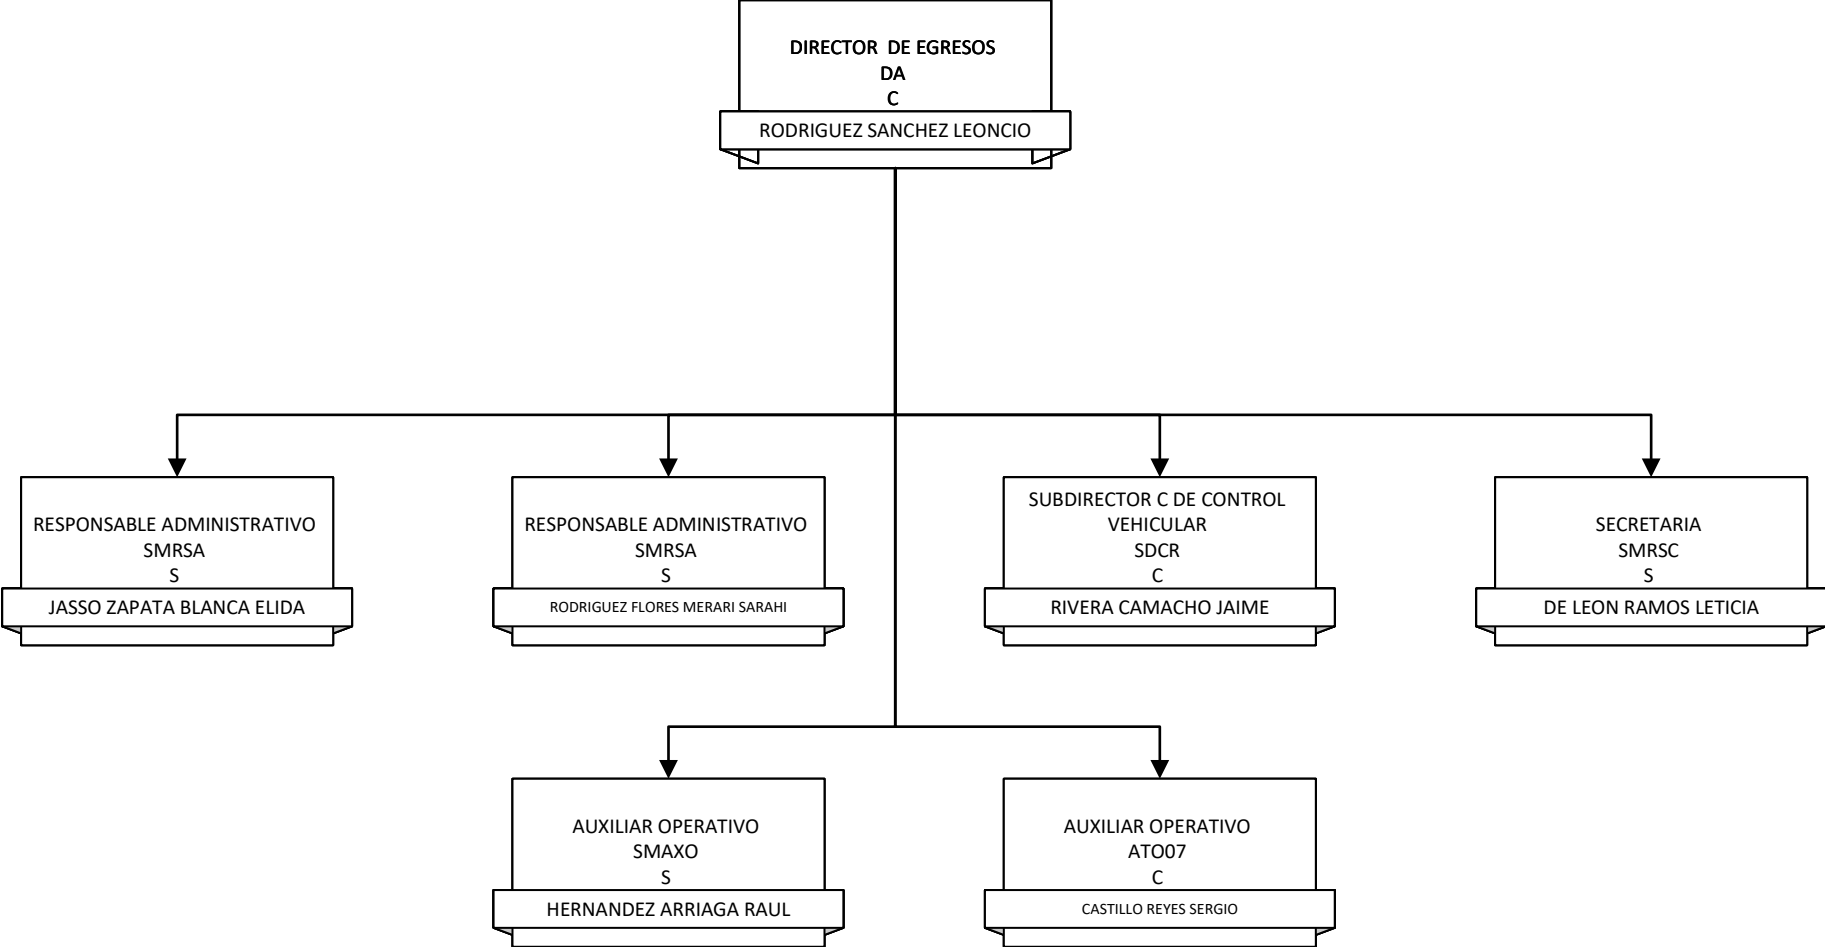 DIRECTOR DE EGRESOS
DA
C
RODRIGUEZ SANCHEZ LEONCIO
RESPONSABLE ADMINISTRATIVO
SMRSA
S
JASSO ZAPATA BLANCA ELIDA
RESPONSABLE ADMINISTRATIVO
SMRSA
S
RODRIGUEZ FLORES MERARI SARAHI
SUBDIRECTOR C DE CONTROL
VEHICULAR
SDCR
C
RIVERA CAMACHO JAIME
SECRETARIA
SMRSC
S
DE LEON RAMOS LETICIA
AUXILIAR OPERATIVO
SMAXO
S
HERNANDEZ ARRIAGA RAUL
AUXILIAR OPERATIVO
ATO07
C
CASTILLO REYES SERGIO